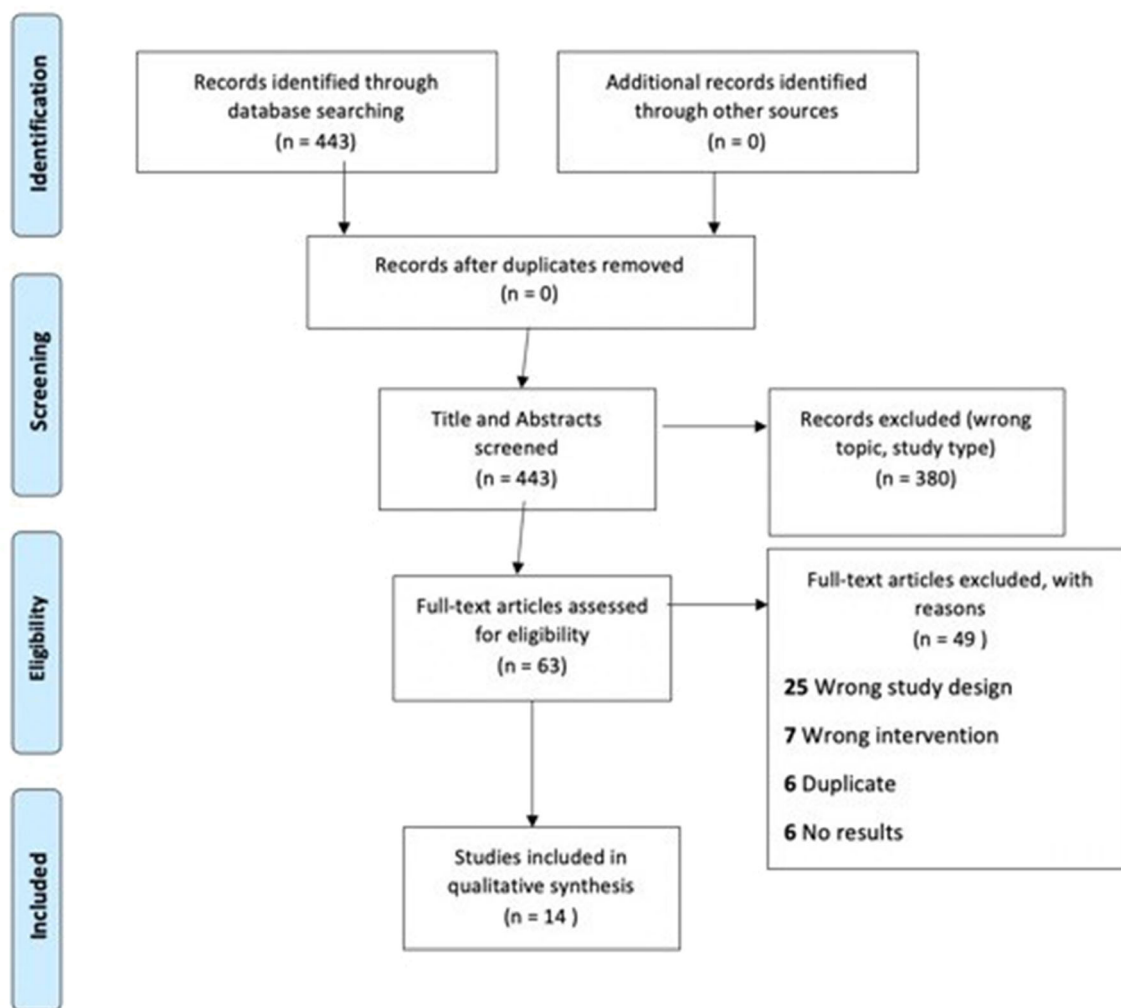 Identification
Records identified through
database searching
(n = 443)
Additional records identified
through other sources
(n = 0)
Records after duplicates removed
(n = 0)
Screening
Title and Abstracts
screened
(n = 443)
Records excluded (wrong
topic, study type)
(n = 380)
Eligibility
Full-text articles assessed
for eligibility
(n = 63)
Full-text articles excluded, with
reasons
(n = 49 )
25 Wrong study design
7 Wrong intervention
6 Duplicate
6 No results
Included
Studies included in
qualitative synthesis
(n = 14 )